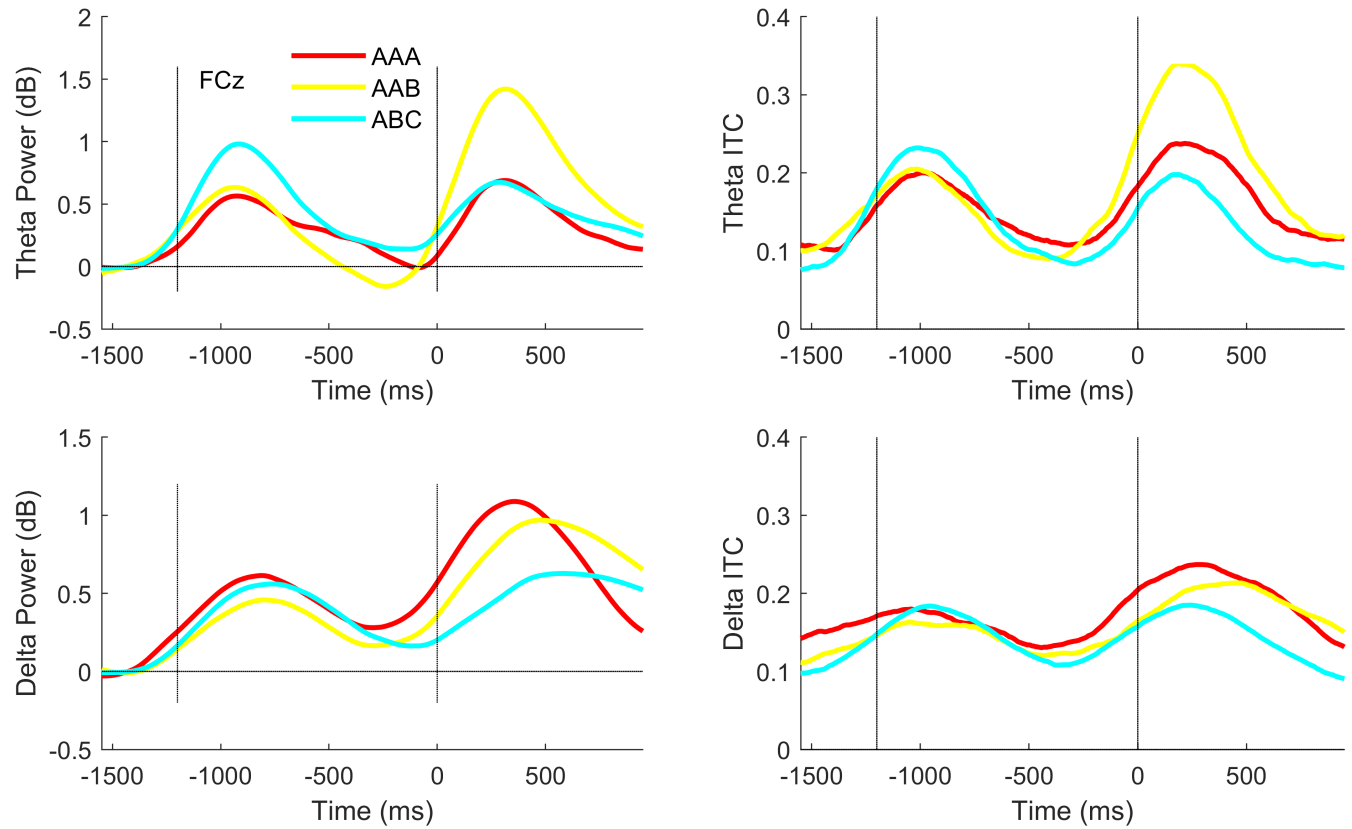 2
1.5
1
0.5
0
-0.5
Theta Power (dB)
FCz
AAA
AAB
ABC
-1500 -1000 -500 0 500
Time (ms)
0.4
0.3
0.2
0.1
0
Theta ITC
-1500 -1000 -500 0 500
Time (ms)
1.5
1
0.5
0
-0.5
Delta Power (dB)
-1500 -1000 -500 0 500
Time (ms)
0.4
0.3
0.2
0.1
0
Delta ITC
-1500 -1000 -500 0 500
Time (ms)